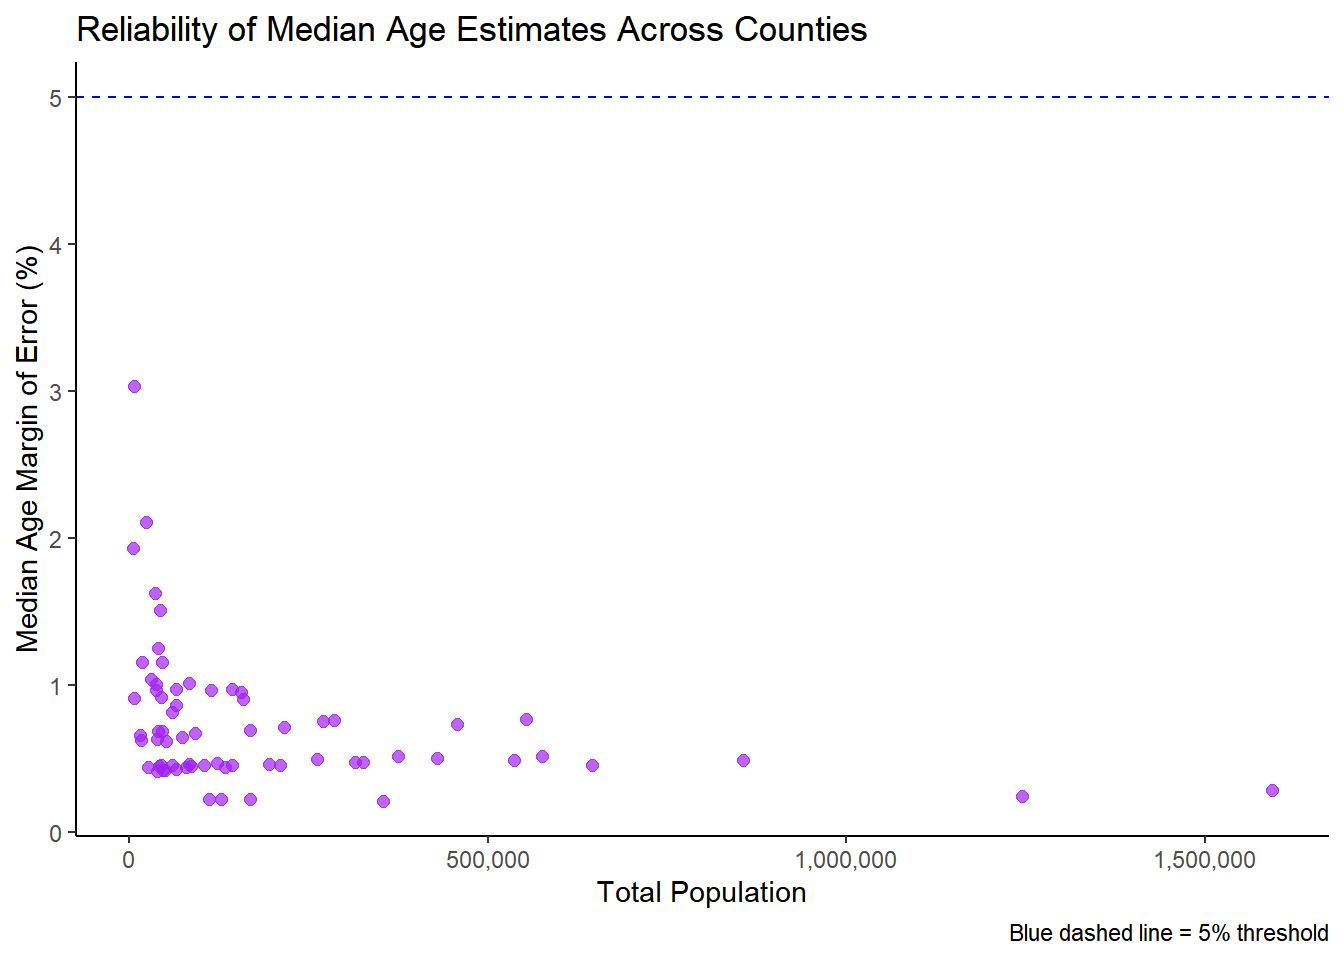 Reliability of Median Age Estimates Across Counties
Median Age Margin of Error (%)
5
4
3
2
1
0
0
500,000
1,000,000
1,500,000
Total Population
Blue dashed line = 5% threshold